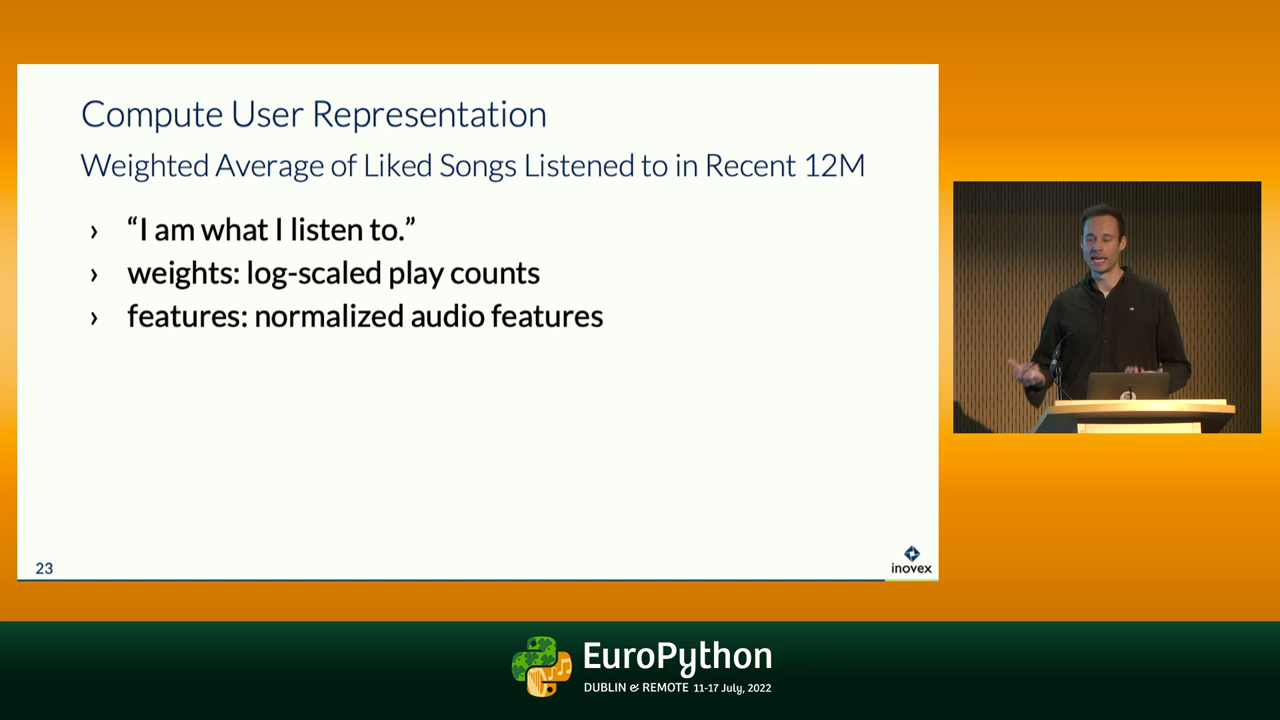 Compute User Representation
Weighted Average of Liked Songs Listened to in Recent 12M
› “I am what I listen to.”
› weights: log-scaled play counts
› features: normalized audio features
23
inovex
EuroPython
DUBLIN & REMOTE 11-17 July, 2022